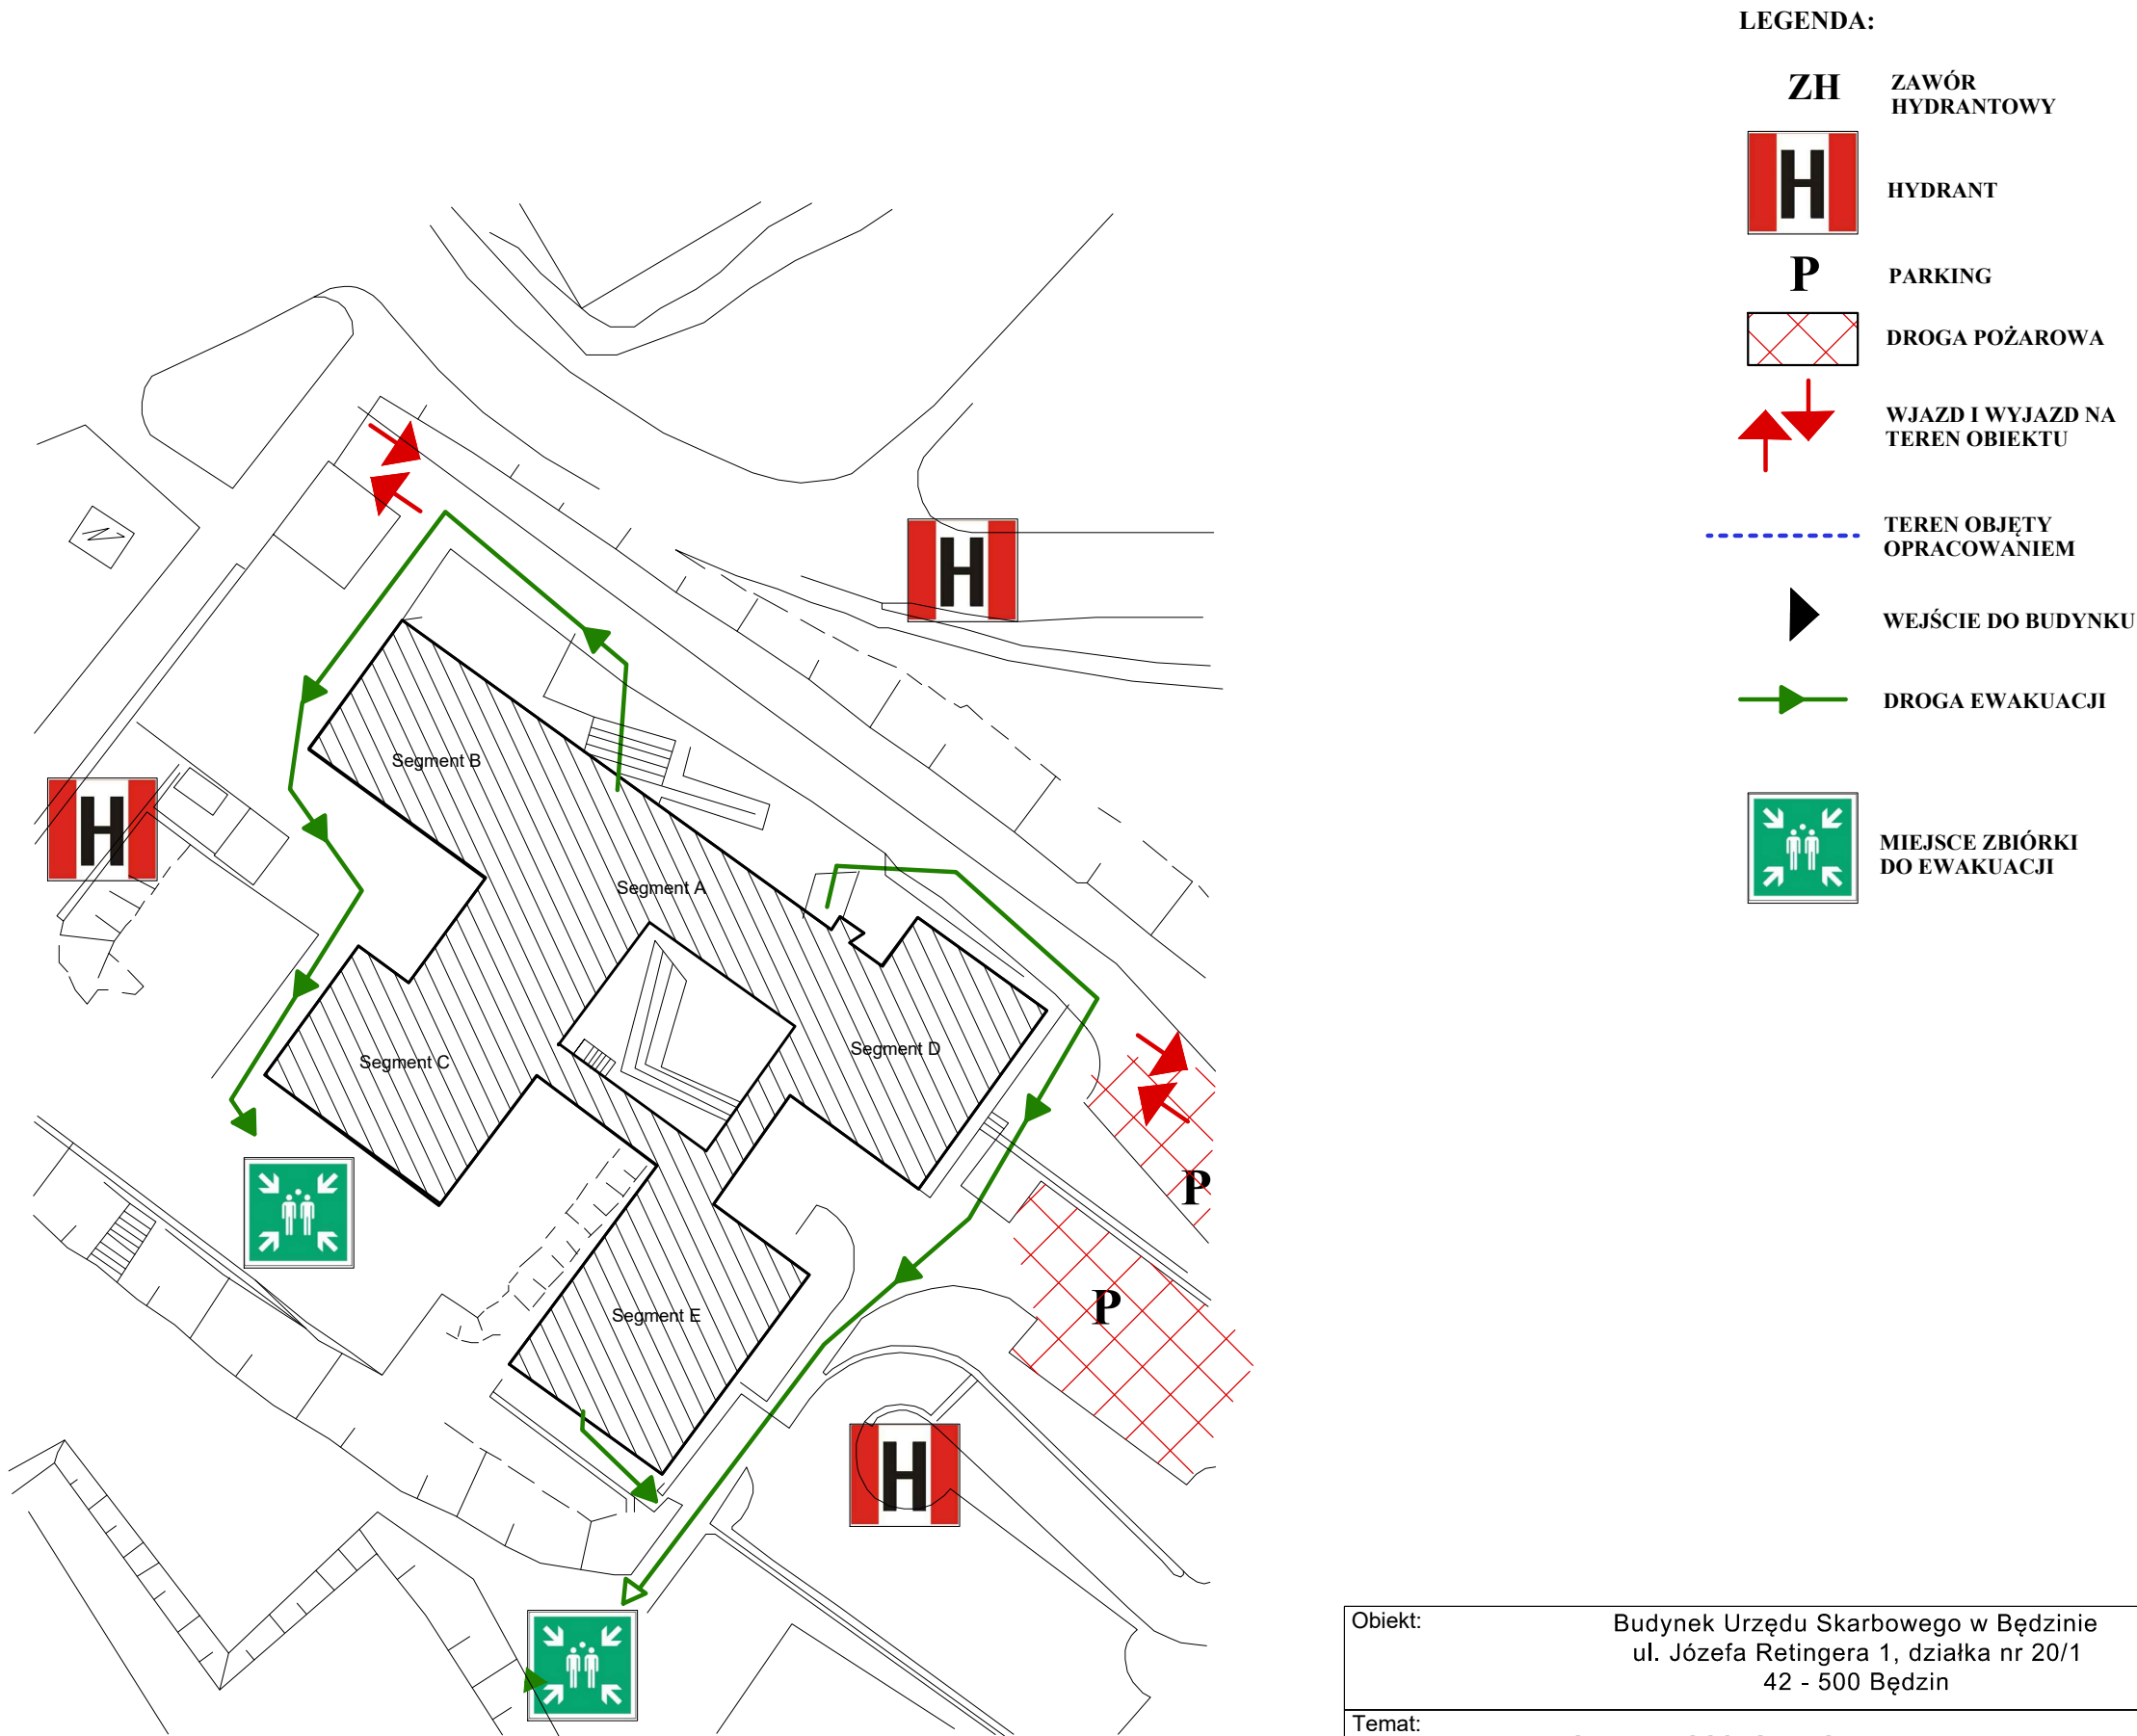 LEGENDA:
ZH
ZAWÓR
HYDRANTOWY
H
HYDRANT
P
PARKING
DROGA POŻAROWA
WJAZD I WYJAZD NA
TEREN OBIEKTU
TEREN OBJĘTY
OPRACOWANIEM
WEJŚCIE DO BUDYNKU
DROGA EWAKUACJI
MIEJSCE ZBIÓRKI
DO EWAKUACJI
N
H
Segment B
H
Segment A
Segment D
Segment C
P
P
Segment E
H
Obiekt:
Budynek Urzędu Skarbowego w Będzinie
ul. Józefa Retingera 1, działka nr 20/1
42 - 500 Będzin
Temat: